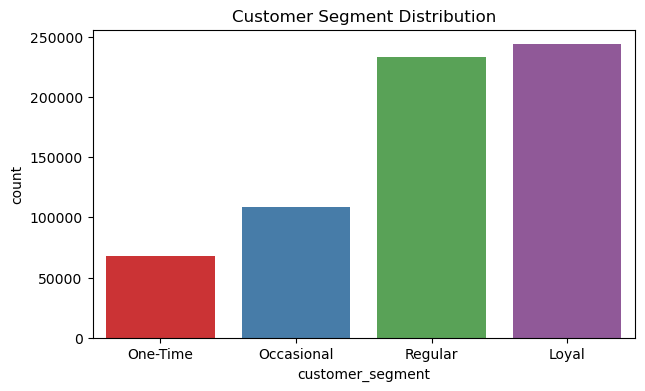 Customer Segment Distribution
250000
200000
150000
100000
50000
0
count
One-Time Occasional Regular Loyal
customer_segment